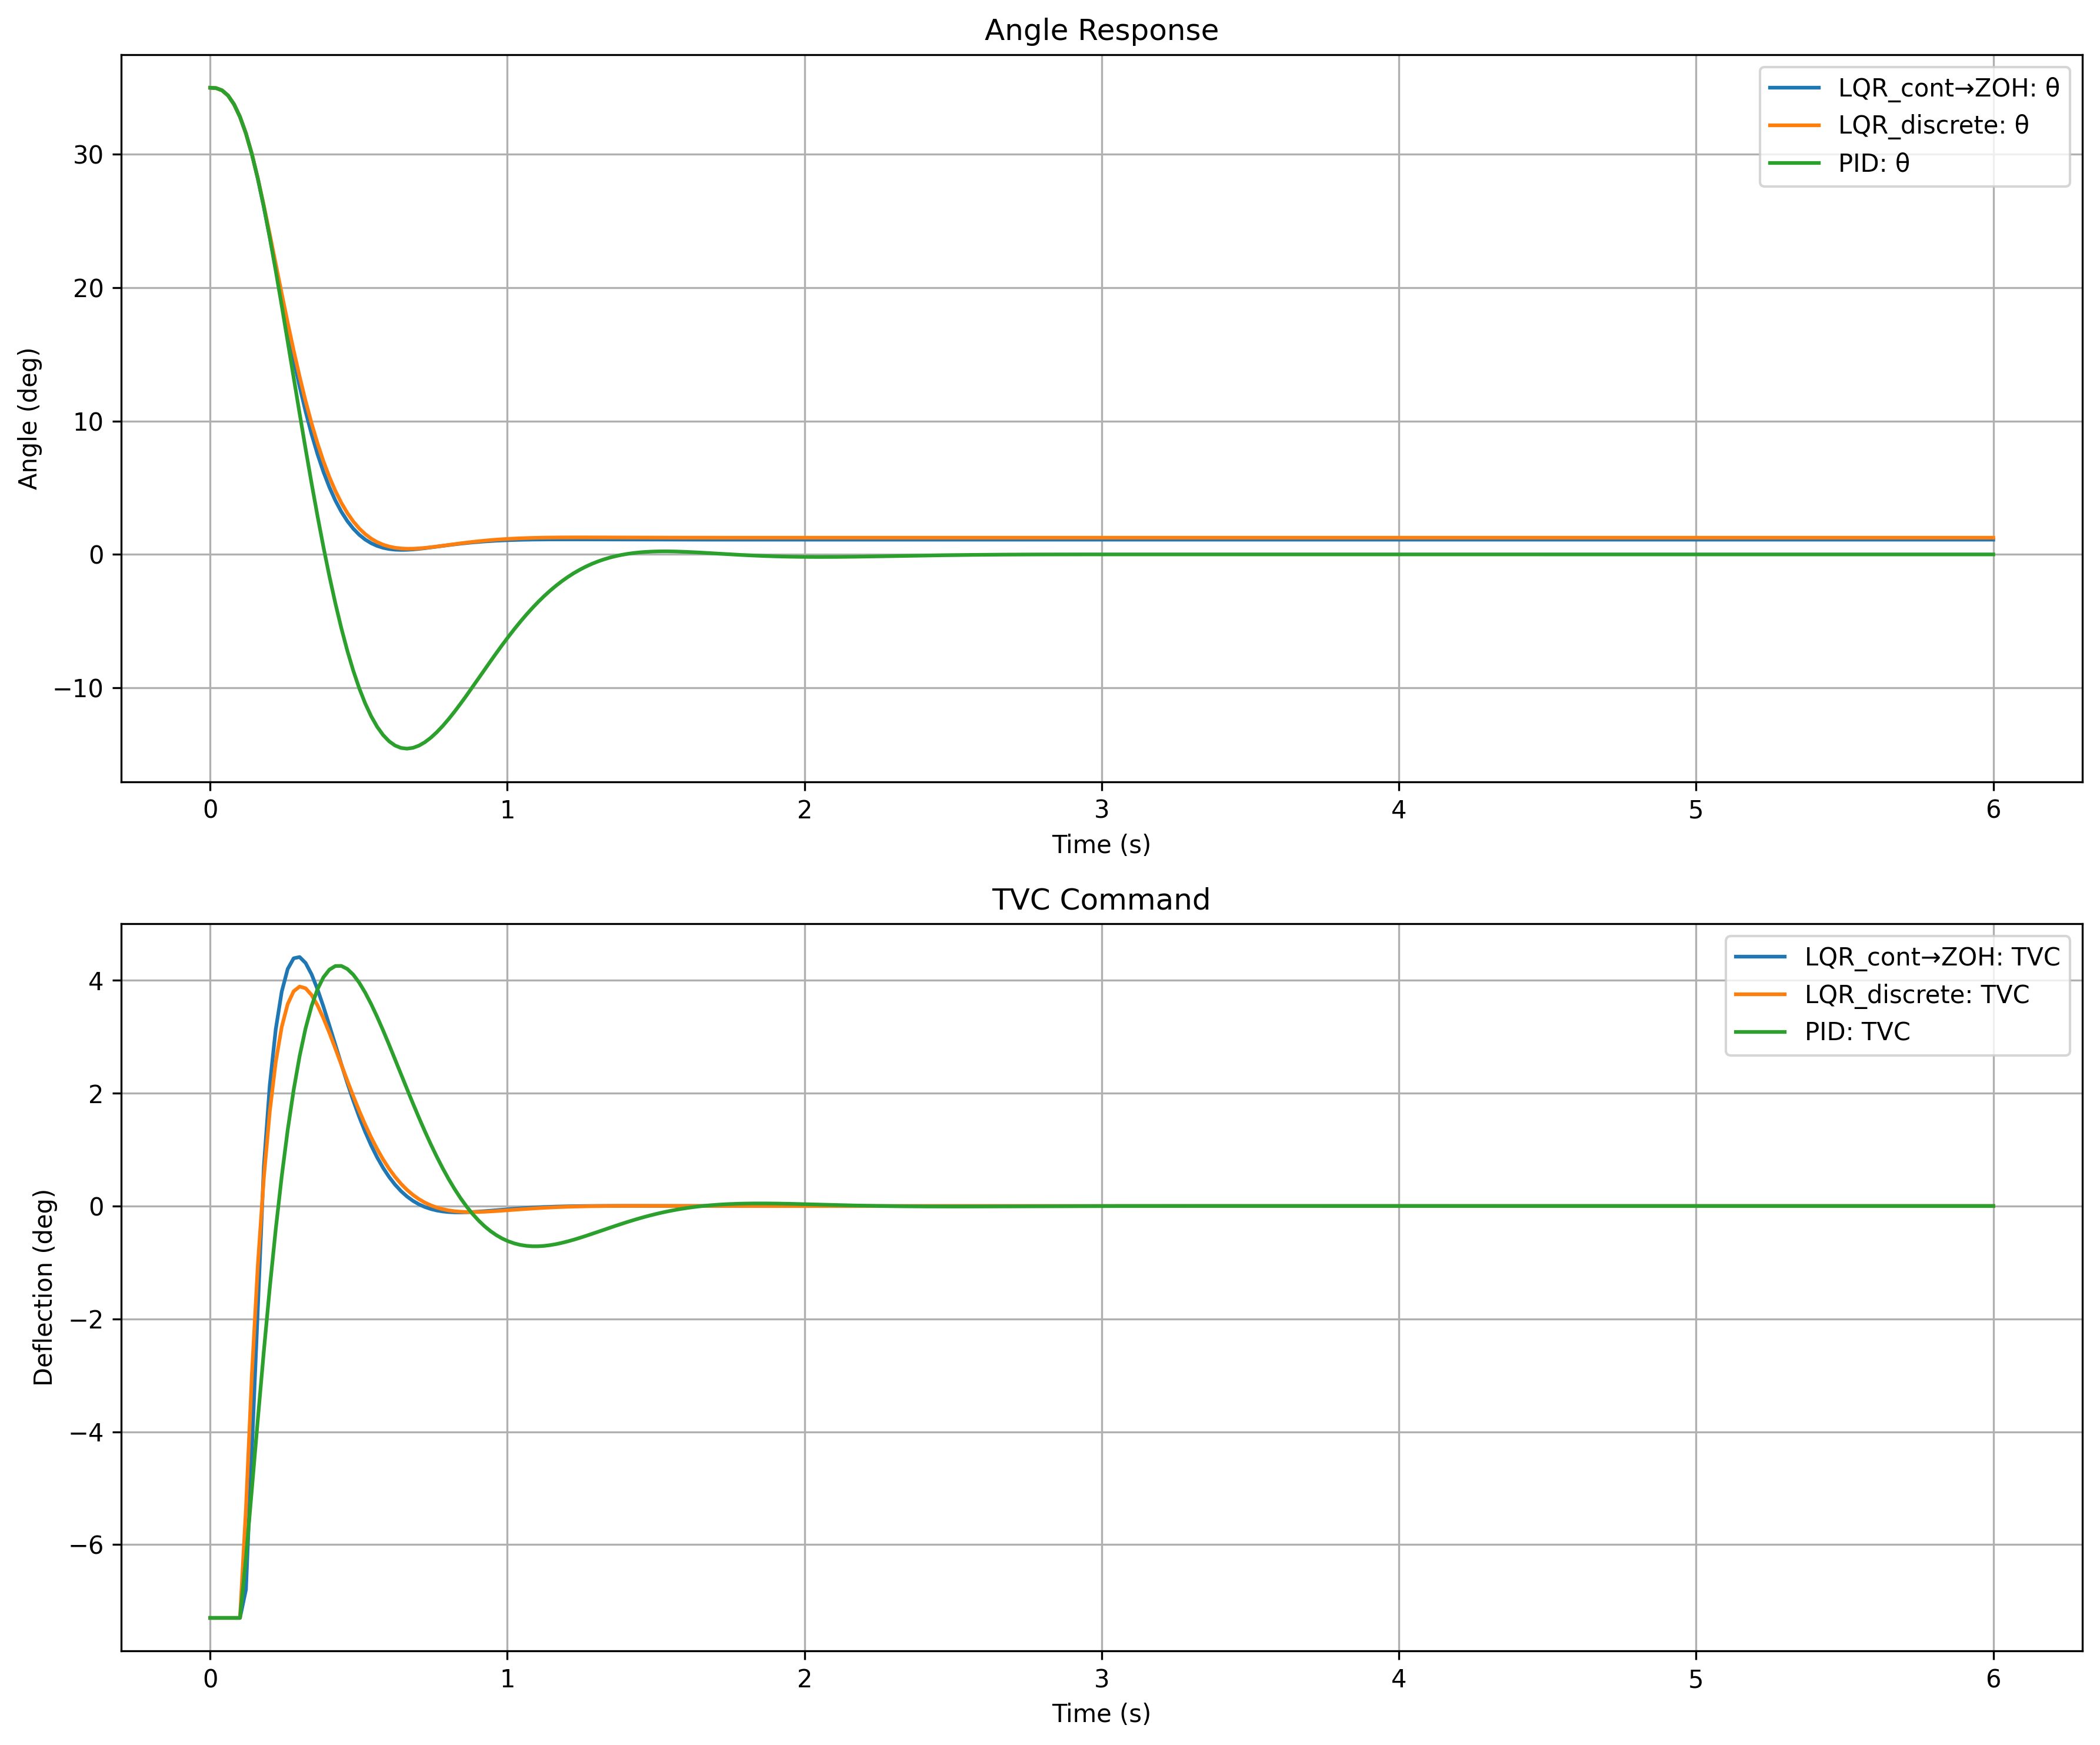 Angle Response
LQR_cont→ZOH: θ
LQR_discrete: θ
PID: θ
Angle (deg)
30
20
10
0
−10
0 1 2 3 4 5 6
Time (s)
TVC Command
LQR_cont→ZOH: TVC
LQR_discrete: TVC
PID: TVC
Deflection (deg)
4
2
0
−2
−4
−6
0 1 2 3 4 5 6
Time (s)